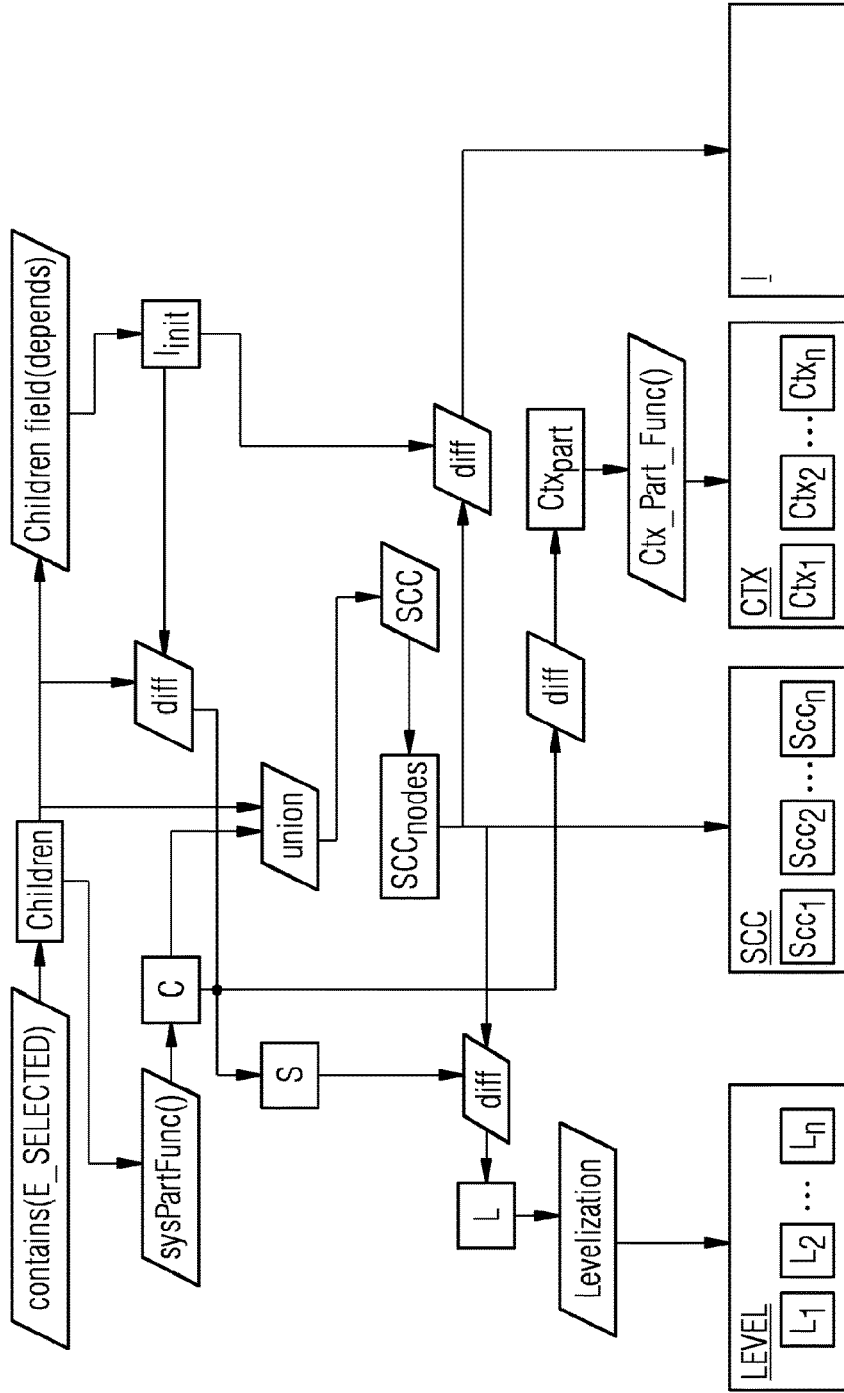 contains(E_SELECTED)
Children
Children field(depends)
sysPartFunc()
C
diff
I_init
S
union
SCC
diff
L
SCC_nodes
diff
Ctx_part
diff
Levelization
Ctx_Part_Func()
LEVEL
L_1
L_2
...
L_n
SCC
Scc_1
Scc_2
...
Scc_n
CTX
Ctx_1
Ctx_2
...
Ctx_n
I